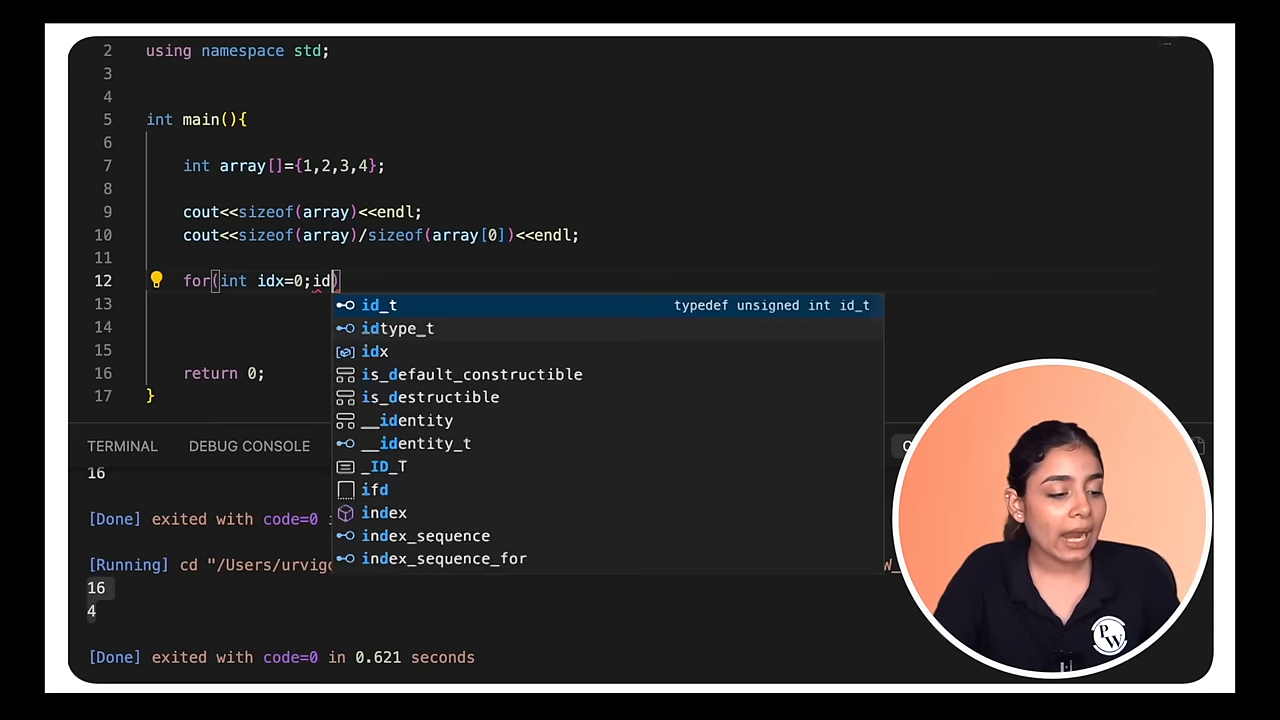 2 using namespace std;
3
4
5 int main(){
6
7 int array[]={1,2,3,4};
8
9 cout<<sizeof(array)<<endl;
10 cout<<sizeof(array)/sizeof(array[0])<<endl;
11
12 for(int idx=0;id)
13
14
15
16 return 0;
17 }
id_t typedef unsigned int id_t
idtype_t
idx
is_default_constructible
is_destructible
__identity
__identity_t
_ID_T
ifd
index
index_sequence
index_sequence_for
TERMINAL DEBUG CONSOLE
16
[Done] exited with code=0
[Running] cd "/Users/urvigo
16
4
[Done] exited with code=0 in 0.621 seconds
PW